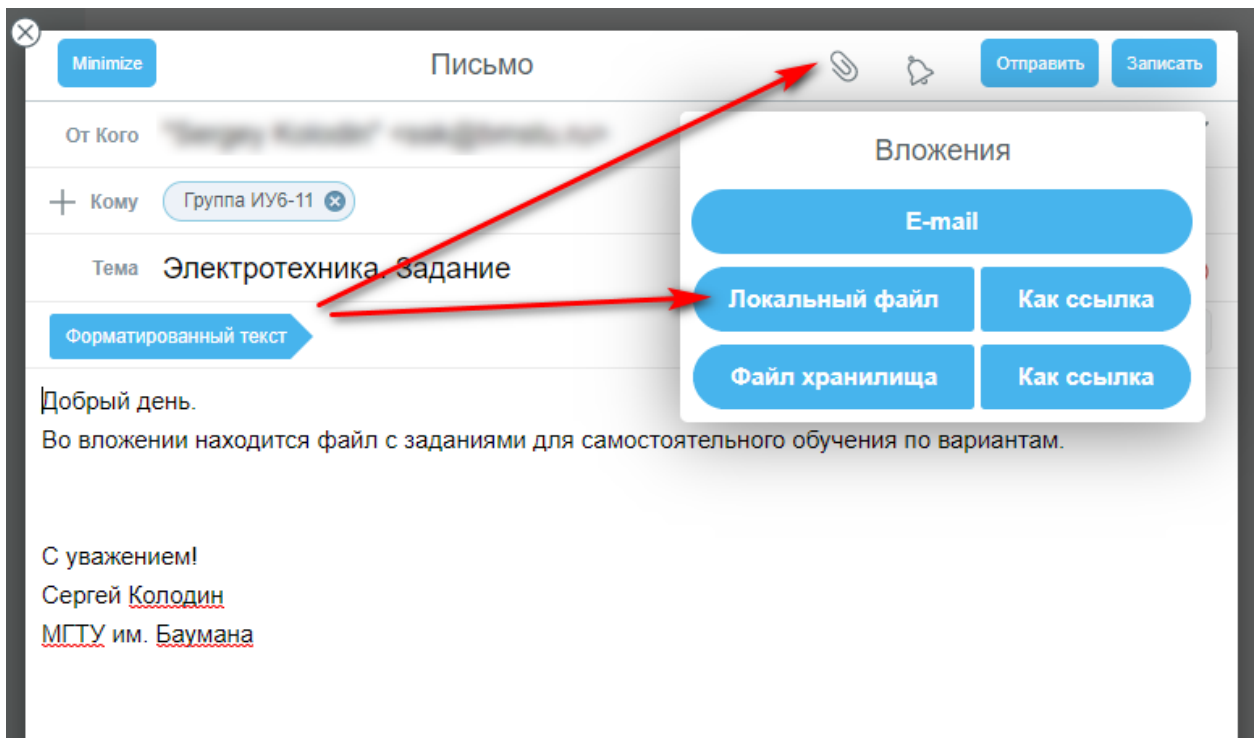 Minimize Письмо Отправить Записать
От Кого
Кому Группа ИУ6-11
Тема Электротехника. Задание
Форматированный текст
Вложения
E-mail
Локальный файл Как ссылка
Файл хранилища Как ссылка
Добрый день.
Во вложении находится файл с заданиями для самостоятельного обучения по вариантам.
С уважением!
Сергей Колодин
МГТУ им. Баумана